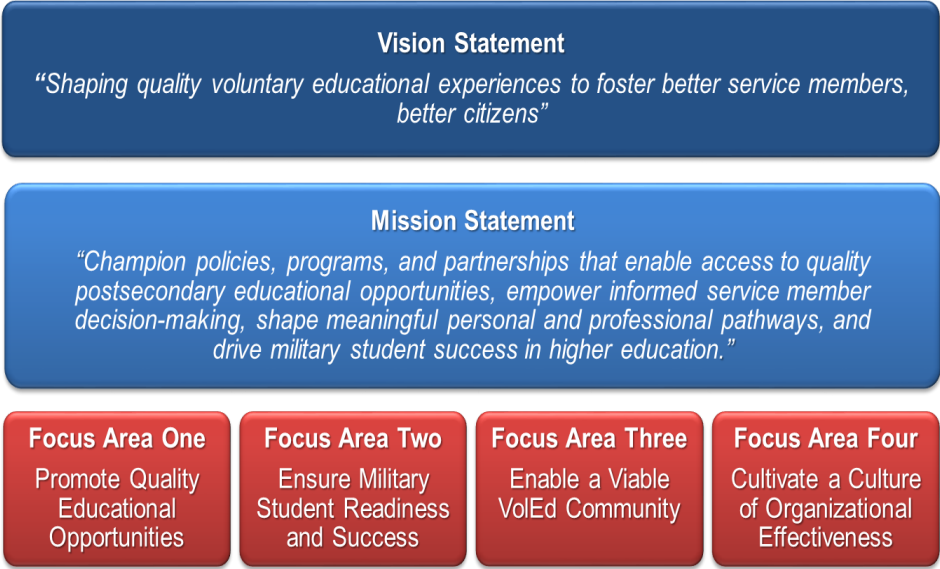 Vision Statement
“Shaping quality voluntary educational experiences to foster better service members,
better citizens”
Mission Statement
“Champion policies, programs, and partnerships that enable access to quality
postsecondary educational opportunities, empower informed service member
decision-making, shape meaningful personal and professional pathways, and
drive military student success in higher education.”
Focus Area One
Promote Quality
Educational
Opportunities
Focus Area Two
Ensure Military
Student Readiness
and Success
Focus Area Three
Enable a Viable
VolEd Community
Focus Area Four
Cultivate a Culture
of Organizational
Effectiveness